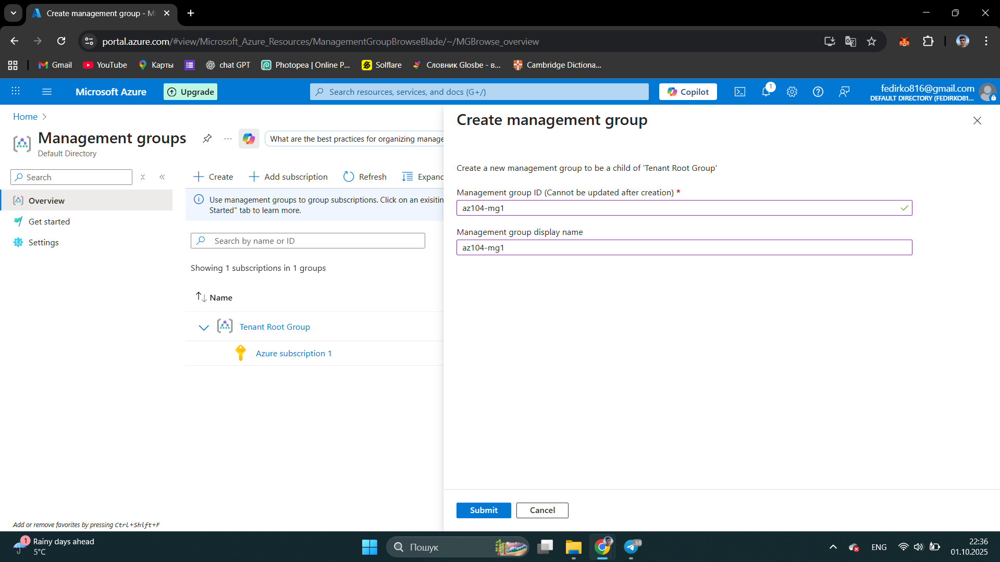 Create management group - Mi
portal.azure.com/#view/Microsoft_Azure_Resources/ManagementGroupBrowseBlade/~/MGBrowse_overview
Gmail
YouTube
Карты
chat GPT
Photopea | Online P...
Solflare
Словник Glosbe - в...
Cambridge Dictiona...
Microsoft Azure
Upgrade
Search resources, services, and docs (G+/)
Copilot
1
fedirko816@gmail.com
DEFAULT DIRECTORY (FEDIRKO81...
Home
Management groups
Default Directory
What are the best practices for organizing manage
Search
Overview
Get started
Settings
Create
Add subscription
Refresh
Expand
Use management groups to group subscriptions. Click on an exisitin
Started" tab to learn more.
Search by name or ID
Showing 1 subscriptions in 1 groups
Name
Tenant Root Group
Azure subscription 1
Add or remove favorites by pressing Ctrl+Shift+F
Create management group
Create a new management group to be a child of 'Tenant Root Group'
Management group ID (Cannot be updated after creation) *
az104-mg1
Management group display name
az104-mg1
Submit
Cancel
1
Rainy days ahead
5°C
Пошук
68
ENG
22:36
01.10.2025